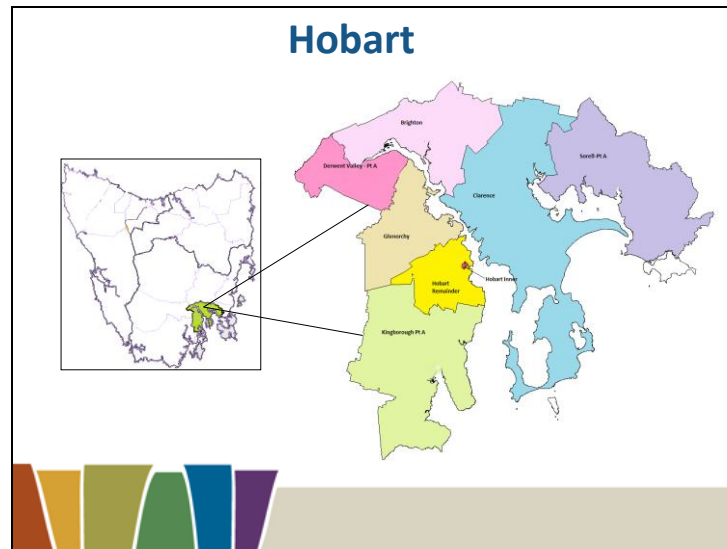 Hobart
Brighton
Derwent Valley - Pt A
Sorell-Pt A
Clarence
Glenorchy
Hobart Inner
Hobart
Remainder
Kingborough Pt A